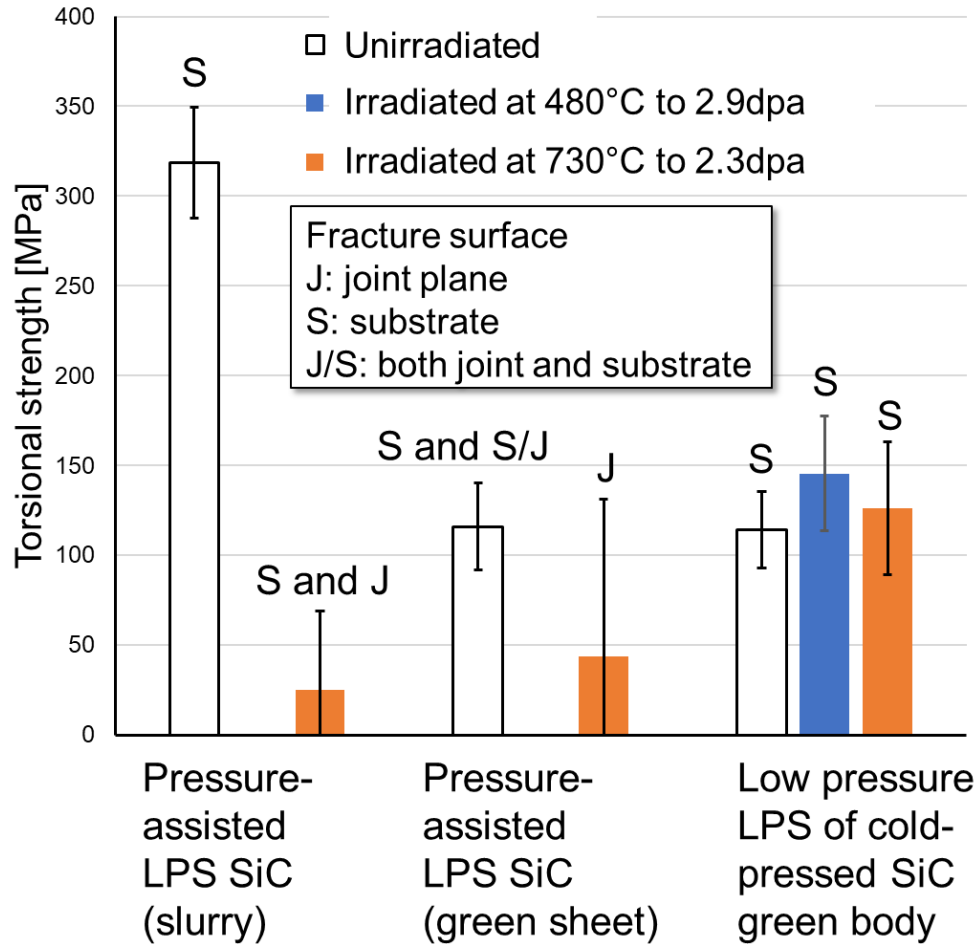 400
350
300
250
200
150
100
50
0
Torsional strength [MPa]
Unirradiated
Irradiated at 480°C to 2.9dpa
Irradiated at 730°C to 2.3dpa
Fracture surface
J: joint plane
S: substrate
J/S: both joint and substrate
S
S and J
S and S/J
J
S
S
S
Pressure-
assisted
LPS SiC
(slurry)
Pressure-
assisted
LPS SiC
(green sheet)
Low pressure
LPS of cold-
pressed SiC
green body